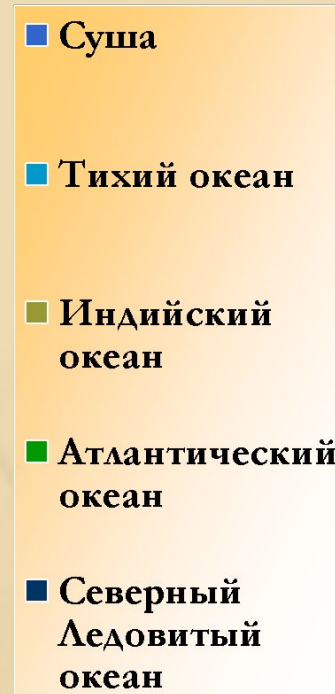 Суша
Тихий океан
Индийский
океан
Атлантический
океан
Северный
Ледовитый
океан